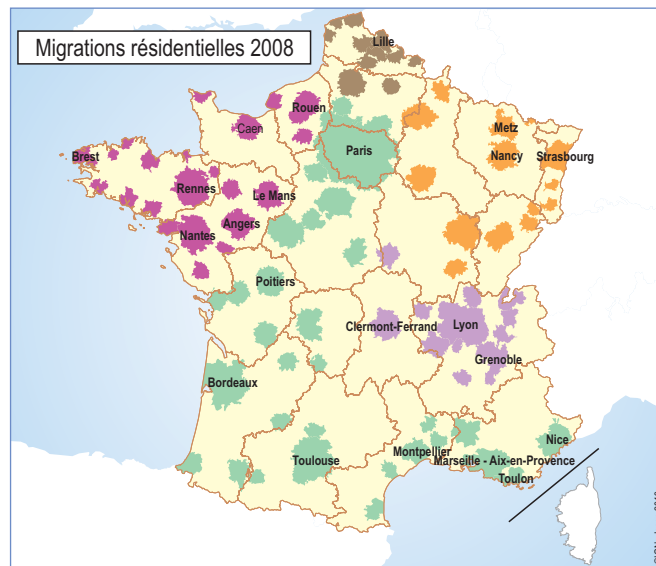 Migrations résidentielles 2008
Lille
Rouen
Caen
Metz
Paris
Nancy
Strasbourg
Brest
Rennes
Le Mans
Angers
Nantes
Poitiers
Clermont-Ferrand
Lyon
Grenoble
Bordeaux
Nice
Montpellier
Toulouse
Marseille - Aix-en-Provence
Toulon